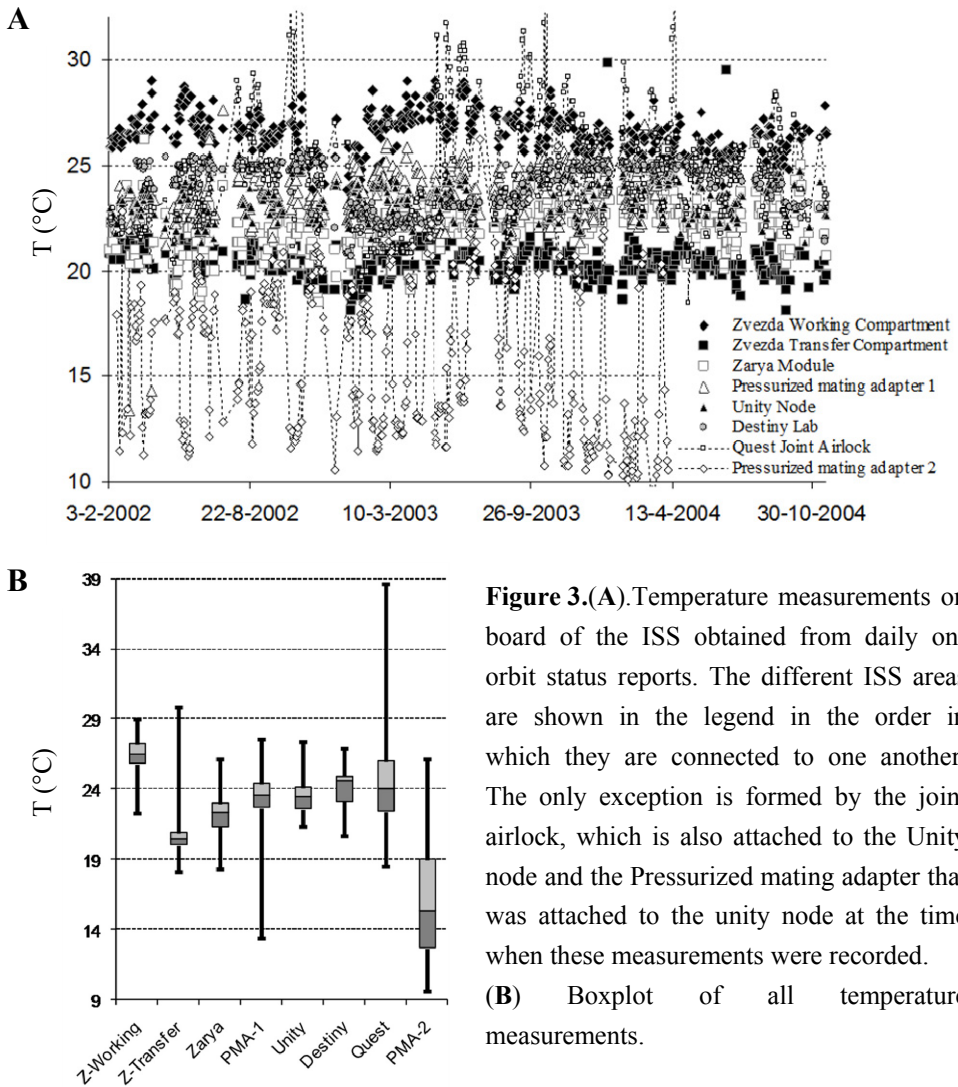 A
T (°C)
30
25
20
15
10
3-2-2002 22-8-2002 10-3-2003 26-9-2003 13-4-2004 30-10-2004
Zvezda Working Compartment
Zvezda Transfer Compartment
Zarya Module
Pressurized mating adapter 1
Unity Node
Destiny Lab
Quest Joint Airlock
Pressurized mating adapter 2
B
T (°C)
39
34
29
24
19
14
9
Z-Working
Z-Transfer
Zarya
PMA-1
Unity
Destiny
Quest
PMA-2
Figure 3.(A).Temperature measurements on
board of the ISS obtained from daily on
orbit status reports. The different ISS areas
are shown in the legend in the order in
which they are connected to one another
The only exception is formed by the join
airlock, which is also attached to the Unity
node and the Pressurized mating adapter tha
was attached to the unity node at the time
when these measurements were recorded.
(B) Boxplot of all temperature
measurements.